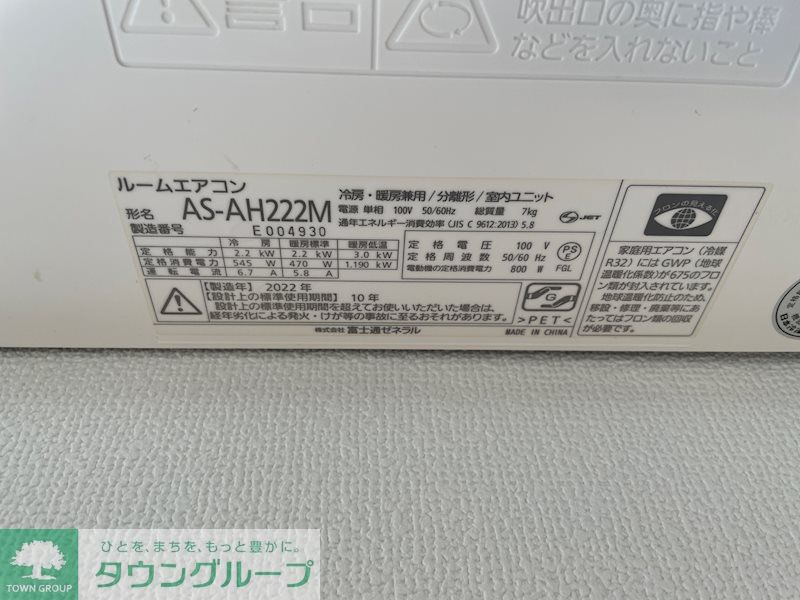 吹出口の奥に指や棒
などを入れないこと
ルームエアコン
形名 AS-AH222M
製造番号 E004930
冷房・暖房兼用/分離形/室内ユニット
電源 単相 100V 50/60Hz 総質量 7kg
通年エネルギー消費効率 (JIS C 9612:2013) 5.8
JET
冷房 暖房標準 暖房低温
定格能力 2.2 kW 2.2 kW 3.0 kW
定格消費電力 545 W 470 W 1,190 kW
運転電流 6.7 A 5.8 A
定格電圧 100 V
定格周波数 50/60 Hz
電動機の定格消費電力 800 W
PSE
FGL
【製造年】2022年
【設計上の標準使用期間】10年
設計上の標準使用期間を超えてお使いいただいた場合は、
経年劣化による発火・けが等の事故に至るおそれがあります。
>PET<
株式会社 富士通ゼネラル
MADE IN CHINA
フロンの見える化
家庭用エアコン(冷媒
R32)には GWP(地球
温暖化係数)が675のフロ
ン類が封入されています。
地球温暖化防止のため、
移設・修理・廃棄等にあ
たってはフロン類の回収
が必要です。
TOWN GROUP
ひとを、まちを、もっと豊かに。
タウングループ